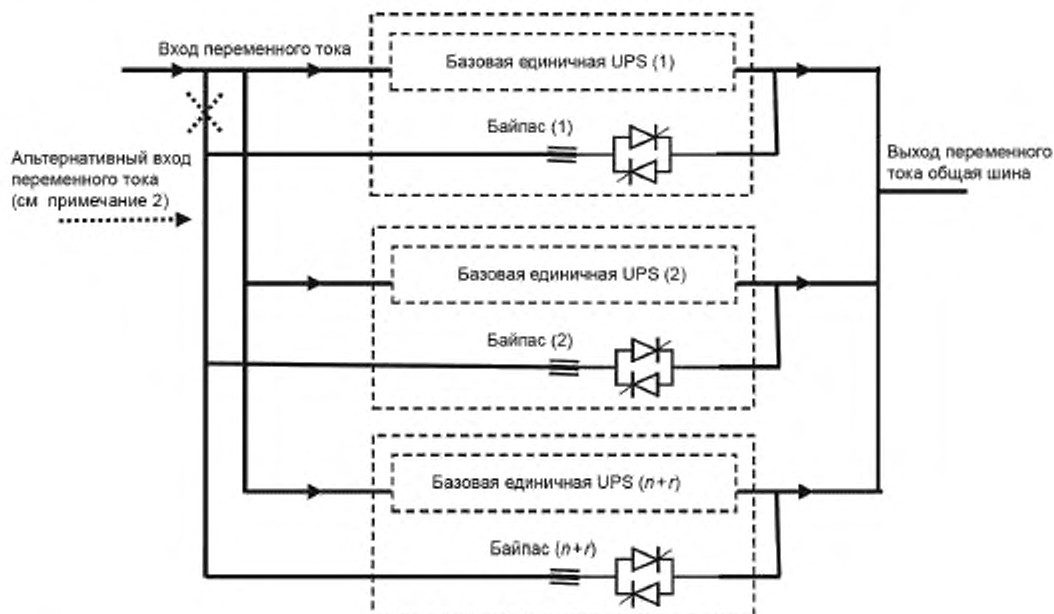 Вход переменного тока
Базовая единичная UPS (1)
Байпас (1)
Альтернативный вход
переменного тока
(см примечание 2)
Выход переменного
тока общая шина
Базовая единичная UPS (2)
Байпас (2)
Базовая единичная UPS (n+r)
Байпас (n+r)